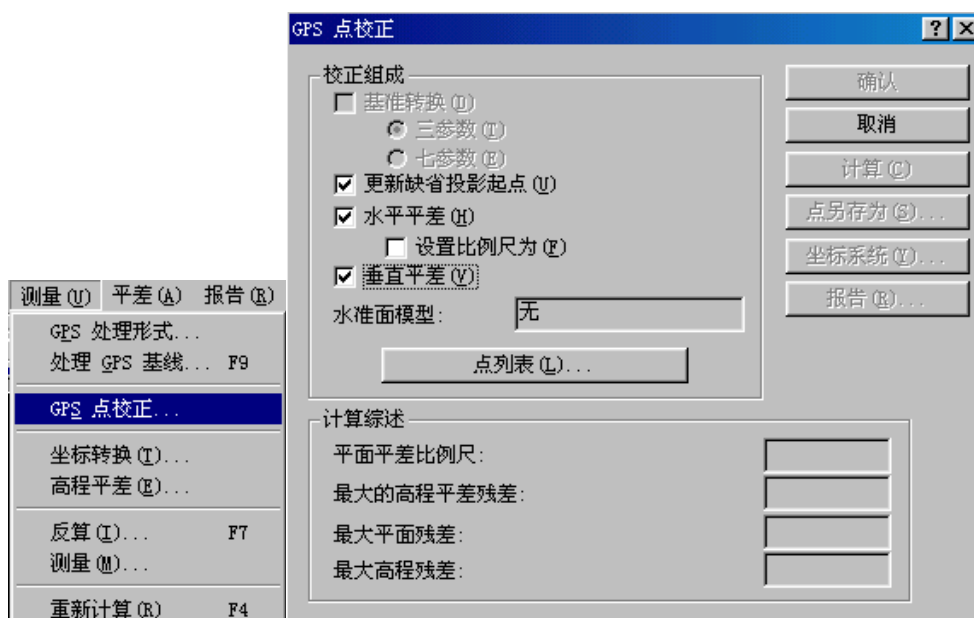 测量(U) 平差(A) 报告(R)
GPS 处理形式...
处理 GPS 基线... F9
GPS 点校正...
坐标转换(T)...
高程平差(E)...
反算(I)... F7
测量(M)...
重新计算(R) F4
GPS 点校正
校正组成
基准转换(D)
三参数(T)
七参数(E)
更新缺省投影起点(U)
水平平差(H)
设置比例尺为(F)
垂直平差(V)
水准面模型: 无
点列表(L)...
确认
取消
计算(C)
点另存为(S)...
坐标系统(Y)...
报告(R)...
计算综述
平面平差比例尺:
最大的高程平差残差:
最大平面残差:
最大高程残差: